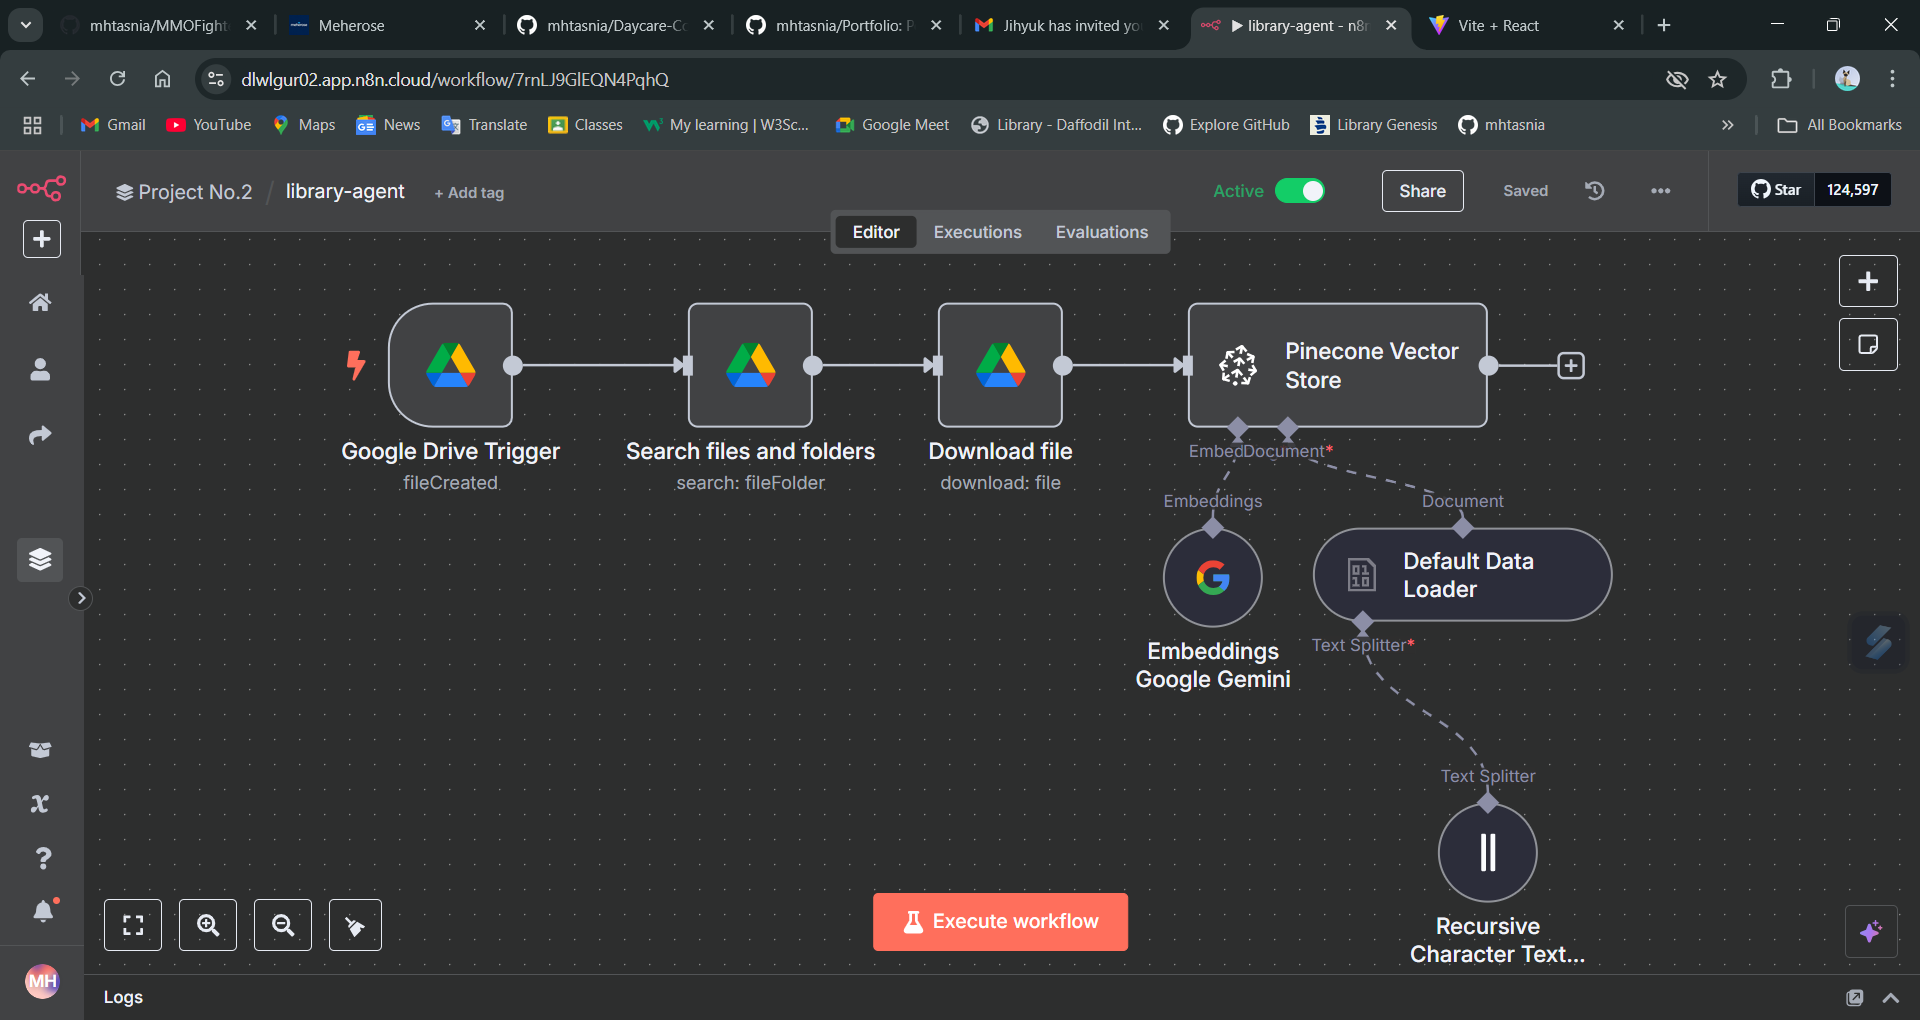 mhtasnia/MMOFight
Meherose
mhtasnia/Daycare-Co
mhtasnia/Portfolio: P
Jihyuk has invited you
▶ library-agent - n8n
Vite + React
dlwlgur02.app.n8n.cloud/workflow/7rnLJ9GlEQN4PqhQ
Gmail
YouTube
Maps
News
Translate
Classes
My learning | W3Sc...
Google Meet
Library - Daffodil Int...
Explore GitHub
Library Genesis
mhtasnia
All Bookmarks
Project No.2 / library-agent
+ Add tag
Active
Share
Saved
Star
124,597
Editor
Executions
Evaluations
Google Drive Trigger
fileCreated
Search files and folders
search: fileFolder
Download file
download: file
Pinecone Vector
Store
EmbedDocument*
Embeddings
Document
Default Data
Loader
Embeddings
Google Gemini
Text Splitter*
Text Splitter
Recursive
Character Text...
Execute workflow
MH
Logs